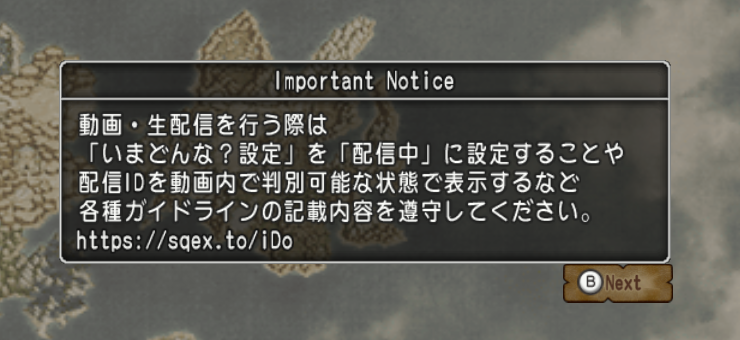 Important Notice
動画・生配信を行う際は
「いまどんな？設定」を「配信中」に設定することや
配信IDを動画内で判別可能な状態で表示するなど
各種ガイドラインの記載内容を遵守してください。
https://sqex.to/iDo
B Next